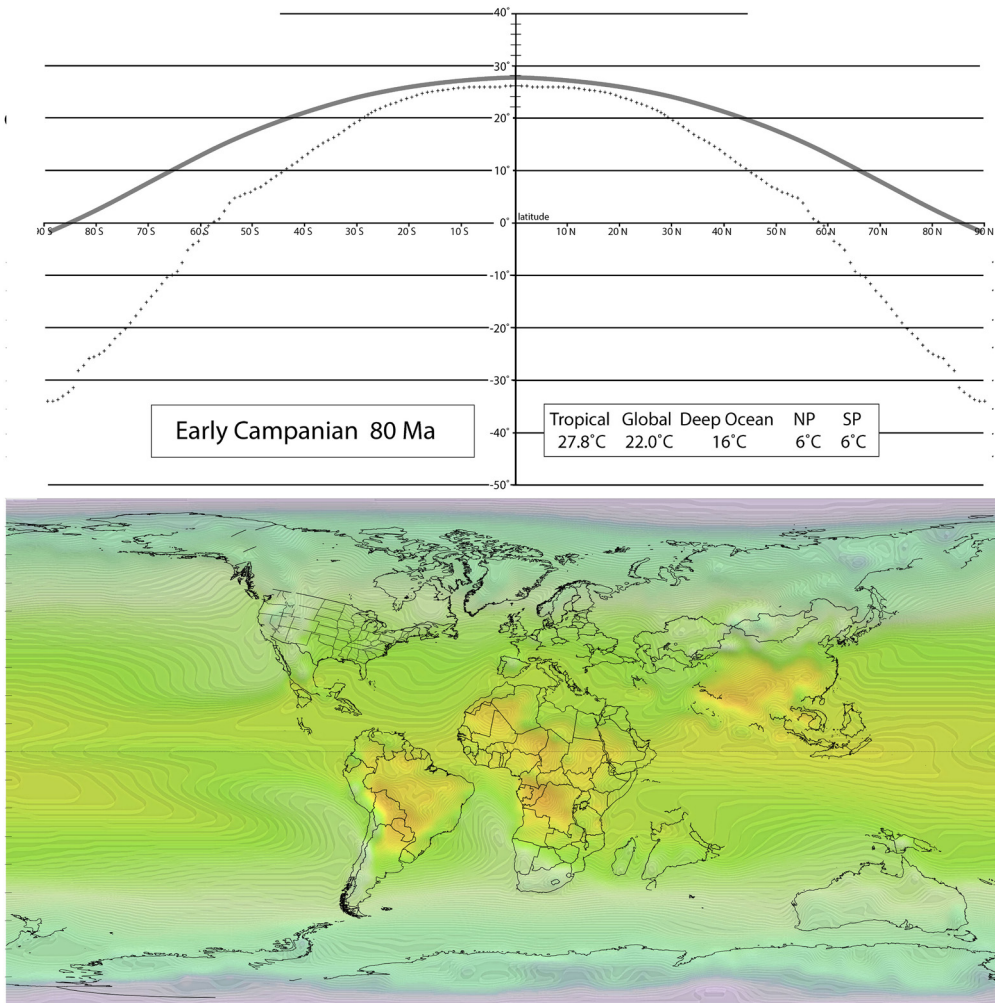 40°
30°
20°
10°
0°
latitude
90 S 80 S 70 S 60 S 50 S 40 S 30 S 20 S 10 S 10 N 20 N 30 N 40 N 50 N 60 N 70 N 80 N 90 N
-10°
-20°
-30°
-40°
-50°
Early Campanian 80 Ma
Tropical Global Deep Ocean NP SP
27.8°C 22.0°C 16°C 6°C 6°C